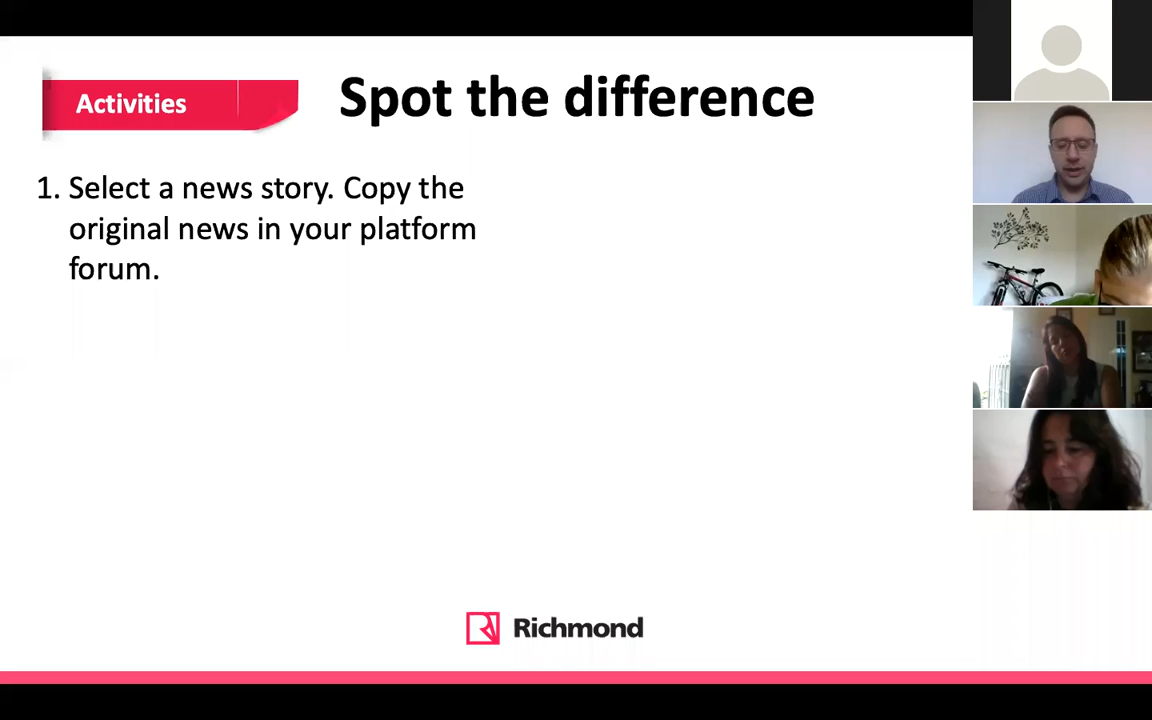 Activities
Spot the difference
1. Select a news story. Copy the
original news in your platform
forum.
Richmond